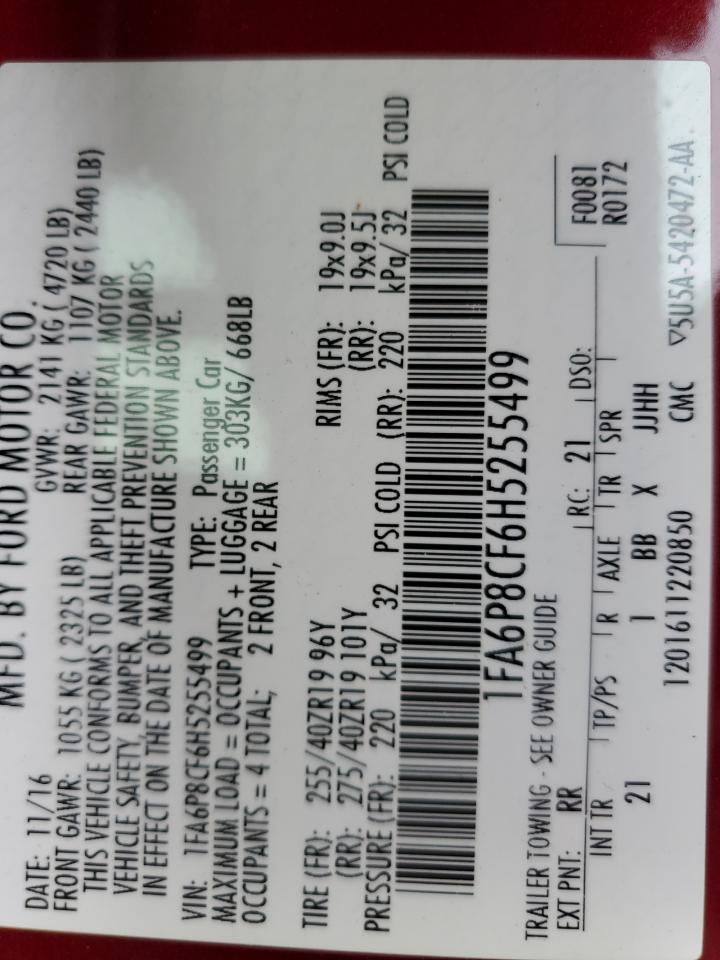 MFD. BY FORD MOTOR CO.
DATE: 11/16 GVWR: 2141 KG ( 4720 LB)
FRONT GAWR: 1055 KG ( 2325 LB) REAR GAWR: 1107 KG ( 2440 LB)
THIS VEHICLE CONFORMS TO ALL APPLICABLE FEDERAL MOTOR
VEHICLE SAFETY, BUMPER, AND THEFT PREVENTION STANDARDS
IN EFFECT ON THE DATE OF MANUFACTURE SHOWN ABOVE.
VIN: 1FA6P8CF6H5255499 TYPE: Passenger Car
MAXIMUM LOAD = OCCUPANTS + LUGGAGE = 303KG/ 668LB
OCCUPANTS = 4 TOTAL; 2 FRONT, 2 REAR
TIRE (FR): 255/40ZR19 96Y RIMS (FR): 19x9.0J
(RR): 275/40ZR19 101Y (RR): 19x9.5J
PRESSURE (FR): 220 kPa/ 32 PSI COLD (RR): 220 kPa/ 32 PSI COLD
1FA6P8CF6H5255499
TRAILER TOWING - SEE OWNER GUIDE
EXT PNT: RR RC: 21 DSO: F0081
R0172
INT TR TP/PS R AXLE TR SPR
21 1 BB X JJHH
1201611220850 CMC ▽5U5A-5420472-AA